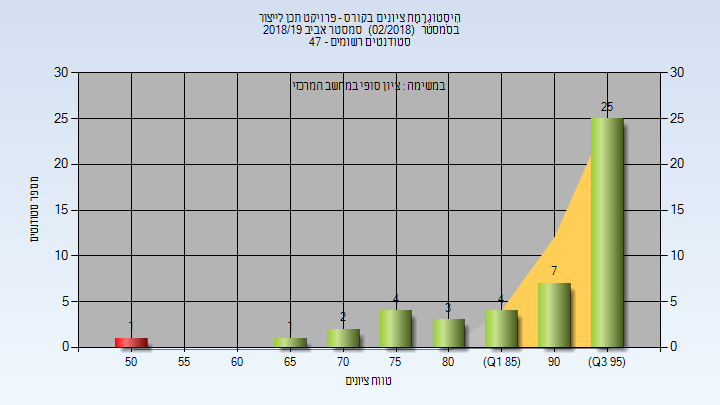 היסטוגרמת ציונים בקורס - פרויקט תכן לייצור
בסמסטר (02/2018) סמסטר אביב 2018/19
סטודנטים רשומים - 47
במשימה : ציון סופי במחשב המרכזי
30 30
25 25
20 20
15 15
10 10
5 5
0 0
1 1 2 4 3 4 7 25
50 55 60 65 70 75 80 (Q1 85) 90 (Q3 95)
מספר סטודנטים
טווח ציונים